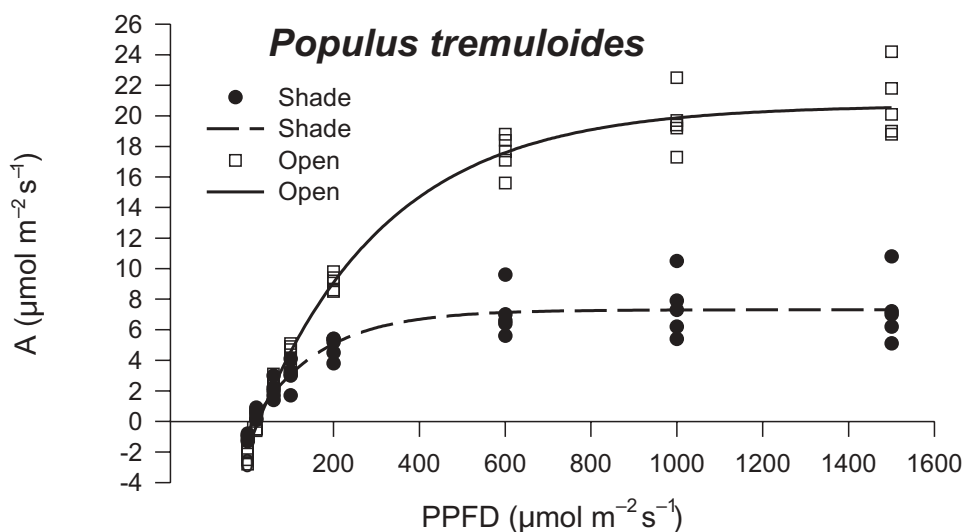 Populus tremuloides
Shade
Shade
Open
Open
26
24
22
20
18
16
14
12
10
8
6
4
2
0
-2
-4
A (μmol m⁻² s⁻¹)
200 400 600 800 1000 1200 1400 1600
PPFD (μmol m⁻² s⁻¹)